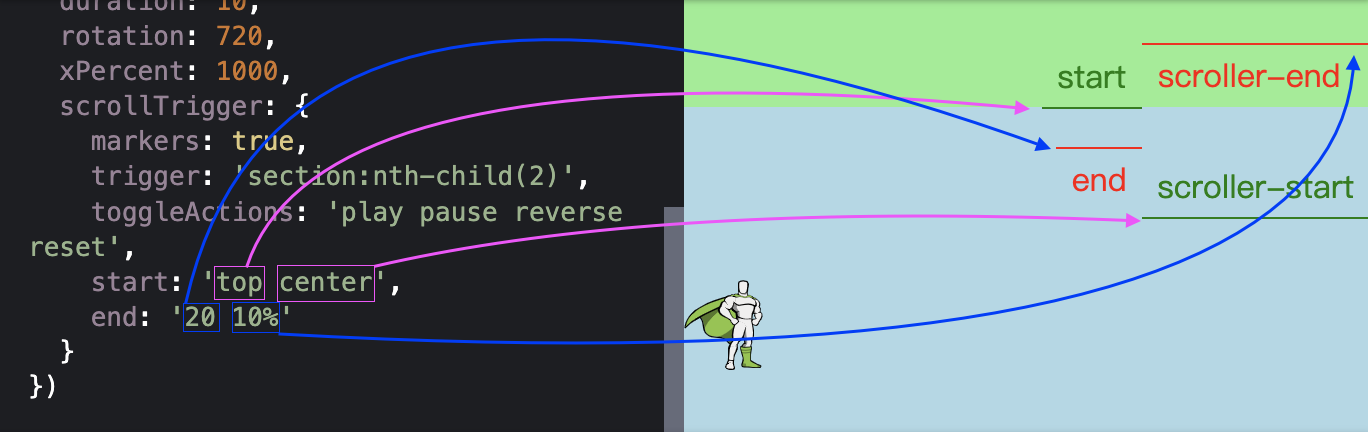 duration: 10,
rotation: 720,
xPercent: 1000,
scrollTrigger: {
markers: true,
trigger: 'section:nth-child(2)',
toggleActions: 'play pause reverse
reset',
start: 'top center',
end: '20 10%'
}
})
start
scroller-end
end
scroller-start